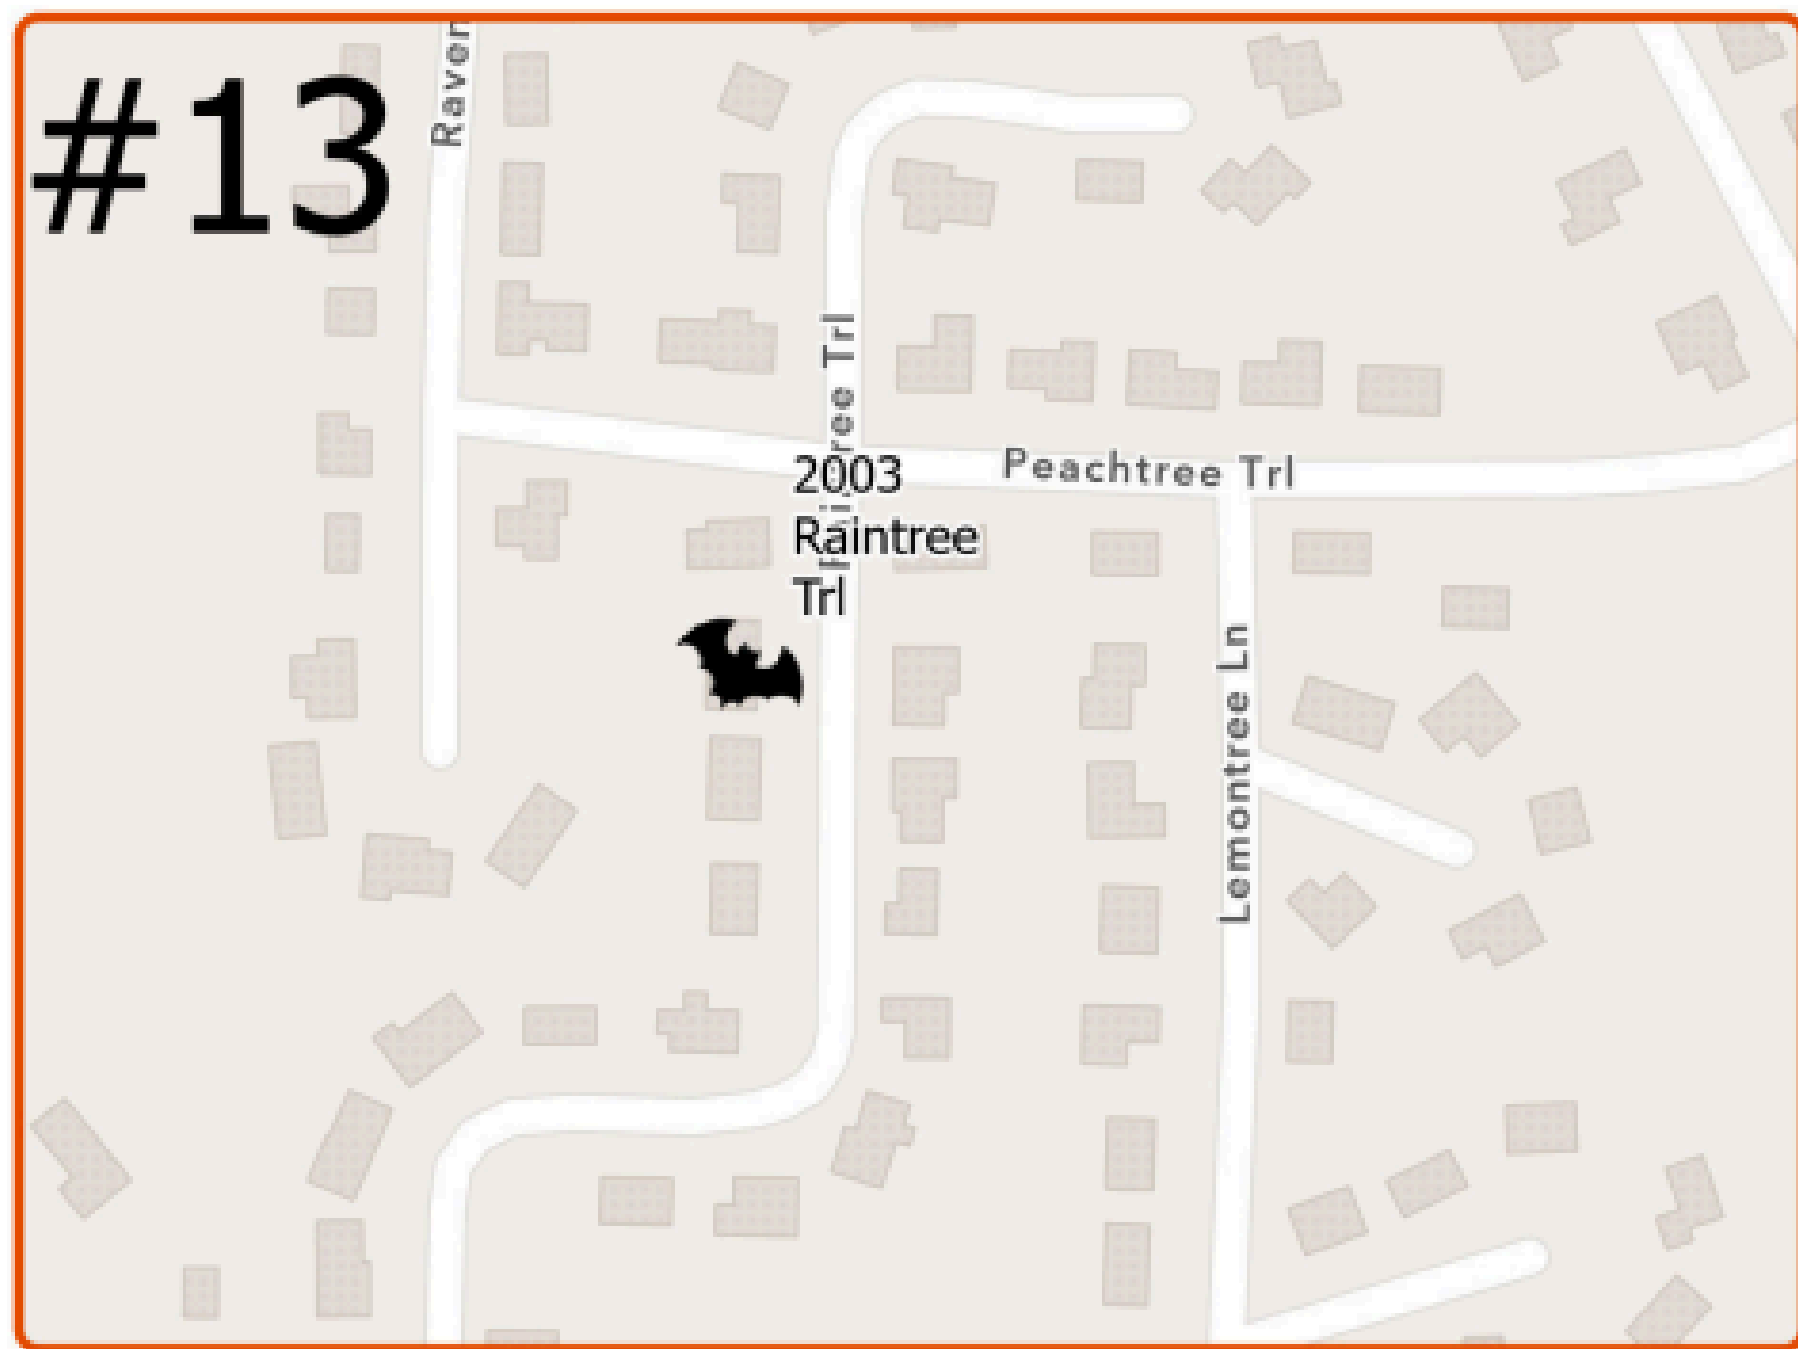 #13
Raven
Raintree Trl
2003
Raintree
Trl
Peachtree Trl
Lemontree Ln